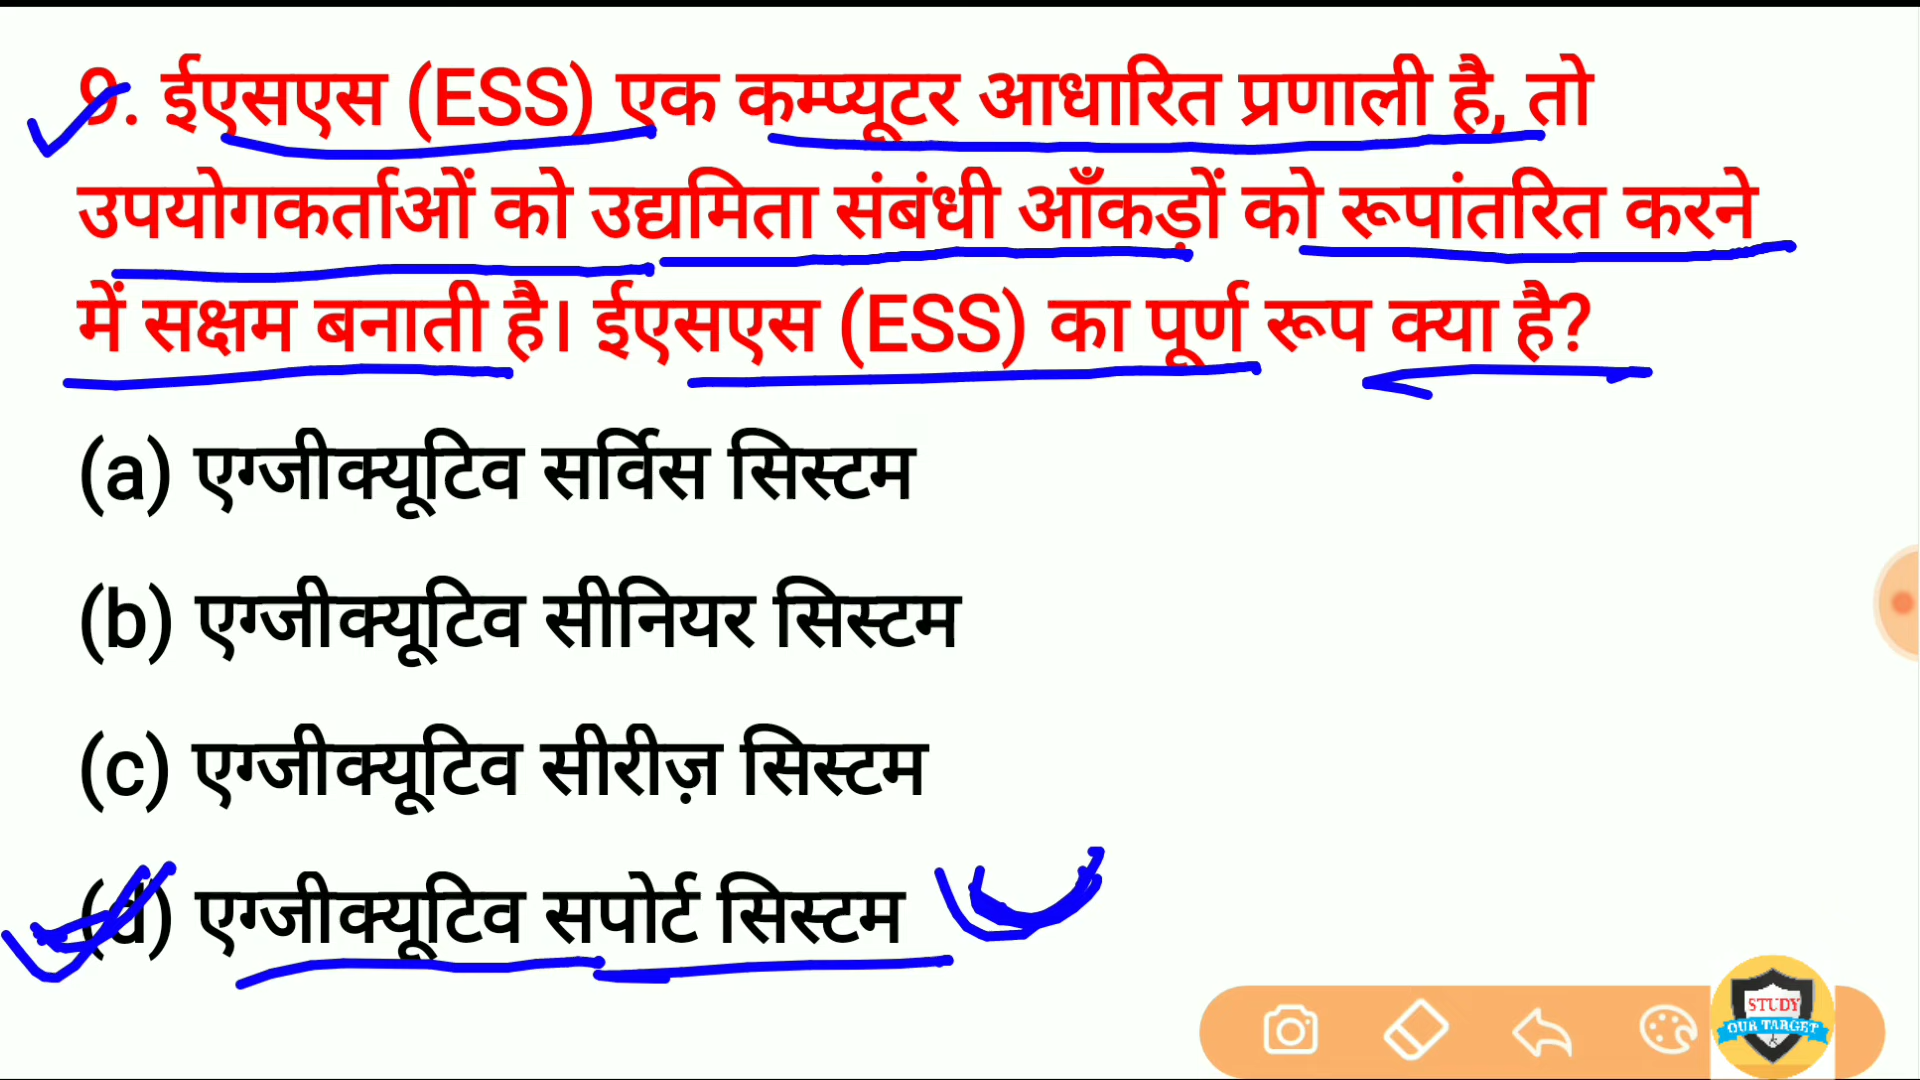 9. ईएसएस (ESS) एक कम्प्यूटर आधारित प्रणाली है, तो
उपयोगकर्ताओं को उद्यमिता संबंधी आँकड़ों को रूपांतरित करने
में सक्षम बनाती है। ईएसएस (ESS) का पूर्ण रूप क्या है?
(a) एग्जीक्यूटिव सर्विस सिस्टम
(b) एग्जीक्यूटिव सीनियर सिस्टम
(c) एग्जीक्यूटिव सीरीज़ सिस्टम
(d) एग्जीक्यूटिव सपोर्ट सिस्टम
STUDY
OUR TARGET